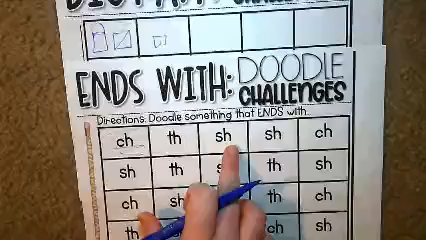 ENDS WITH: DOODLE CHALLENGES
Directions: Doodle something that ENDS with
ch th sh sh ch
sh th th sh
ch sh th ch
th ch sh